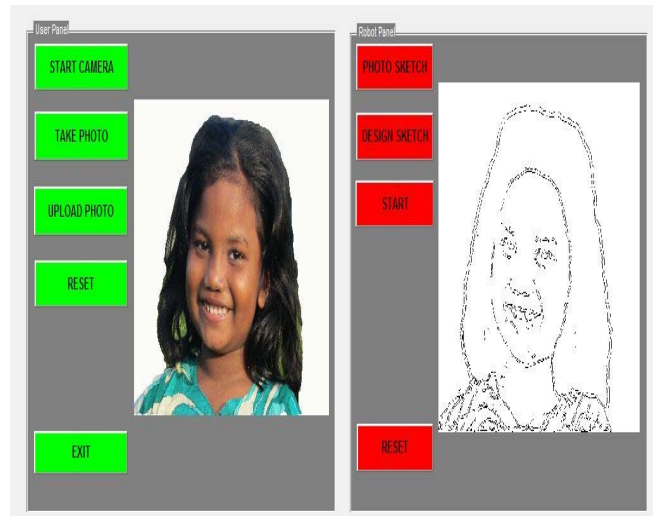 User Panel
START CAMERA
TAKE PHOTO
UPLOAD PHOTO
RESET
EXIT
Robot Panel
PHOTO SKETCH
DESIGN SKETCH
START
RESET